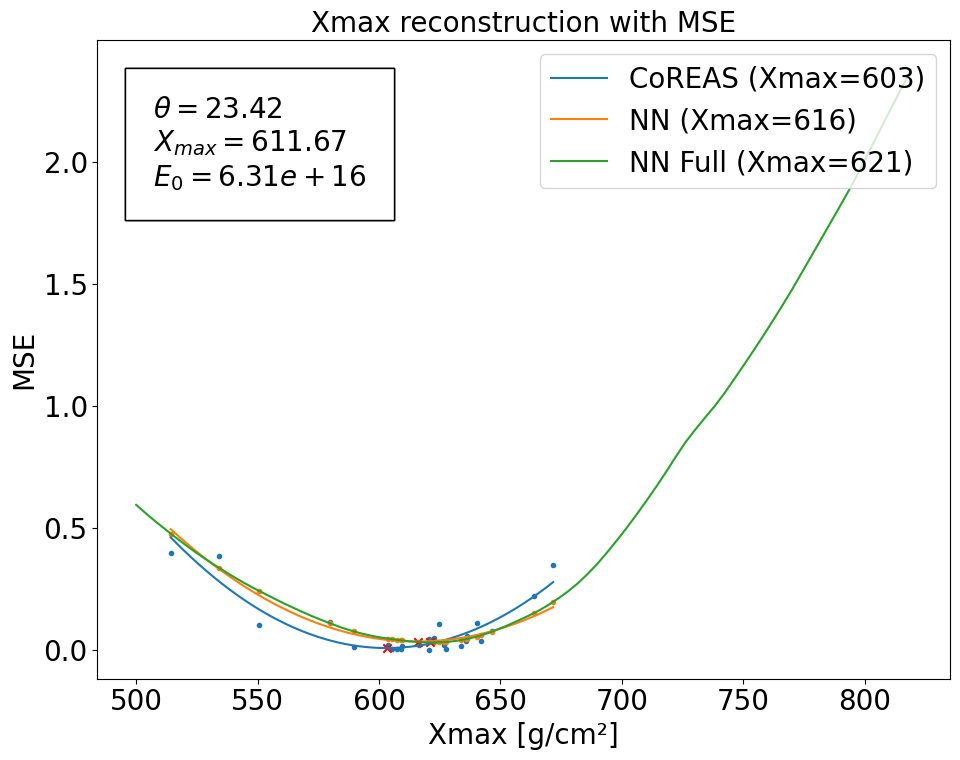 Xmax reconstruction with MSE
θ = 23.42
X_max = 611.67
E_0 = 6.31e + 16
CoREAS (Xmax=603)
NN (Xmax=616)
NN Full (Xmax=621)
MSE
2.0
1.5
1.0
0.5
0.0
500 550 600 650 700 750 800
Xmax [g/cm²]